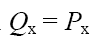 Qx = Px